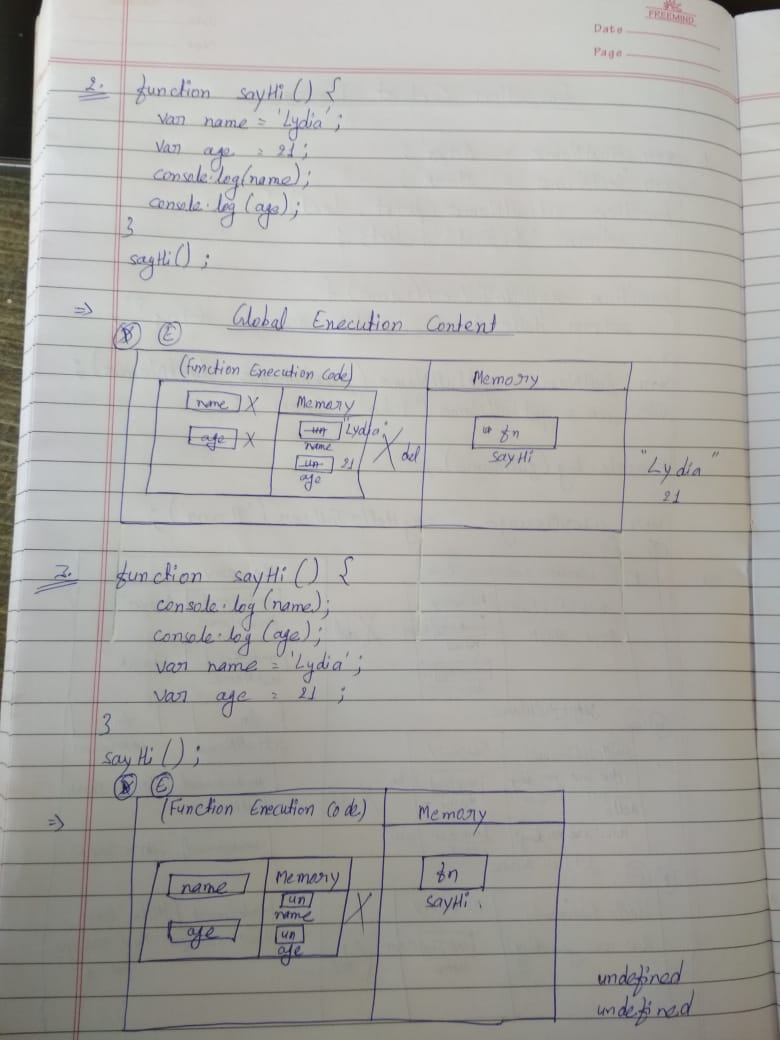 FREEMIND
Date
Page
2. function sayHi() {
var name = 'Lydia';
var age = 21;
console.log(name);
console.log(age);
}
sayHi();
⇒ Global Execution Content
D E
(Function Execution Code) Memory
name X Memory
un "Lydia" fn
name sayHi
age X un 21 X del
age
"Lydia"
21
3. function sayHi() {
console.log(name);
console.log(age);
var name = 'Lydia';
var age = 21;
}
sayHi();
D E
⇒ (Function Execution Code) Memory
name Memory fn
un sayHi.
name
age un X
age
undefined
undefined